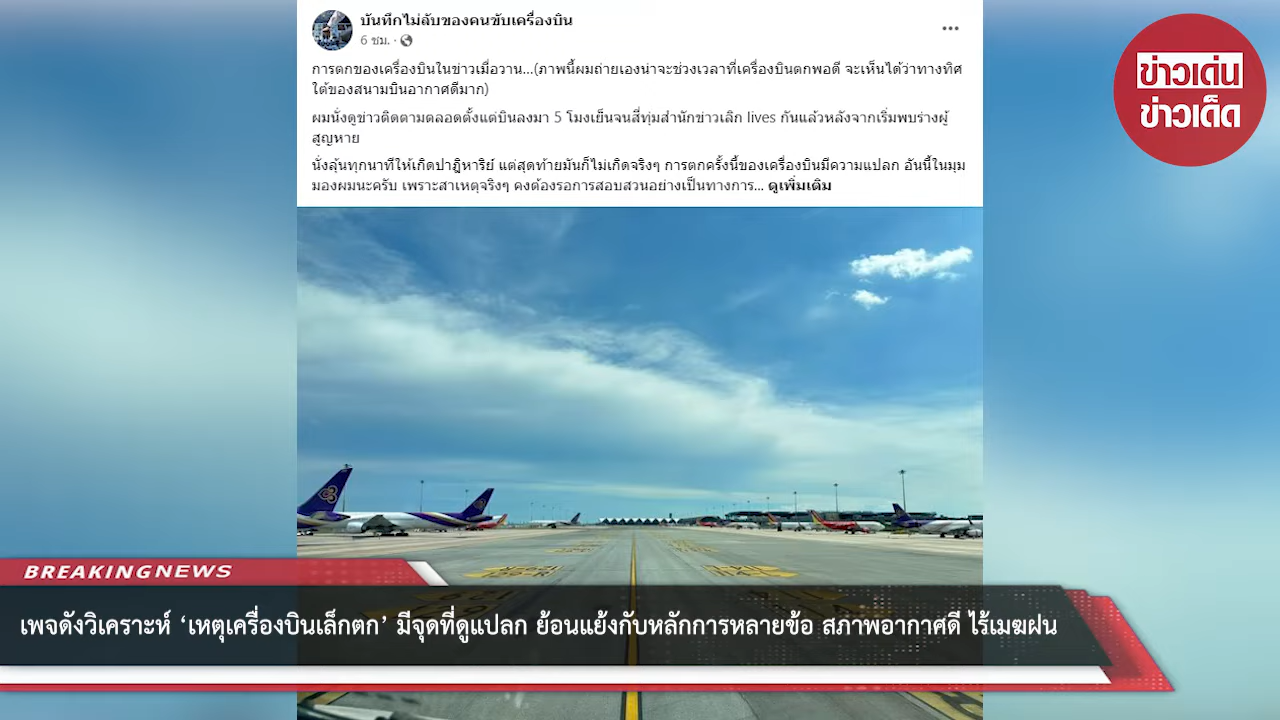 บันทึกไม่ลับของคนขับเครื่องบิน
6 ชม. ·
การตกของเครื่องบินในข่าวเมื่อวาน...(ภาพนี้ผมถ่ายเองน่าจะช่วงเวลาที่เครื่องบินตกพอดี จะเห็นได้ว่าทางทิศ
ใต้ของสนามบินอากาศดีมาก)
ผมนั่งดูข่าวติดตามตลอดตั้งแต่บินลงมา 5 โมงเย็นจนสี่ทุ่มสำนักข่าวเลิก lives กันแล้วหลังจากเริ่มพบร่างผู้
สูญหาย
นั่งลุ้นทุกนาทีให้เกิดปาฎิหาริย์ แต่สุดท้ายมันก็ไม่เกิดจริงๆ การตกครั้งนี้ของเครื่องบินมีความแปลก อันนี้ในมุม
มองผมนะครับ เพราะสาเหตุจริงๆ คงต้องรอการสอบสวนอย่างเป็นทางการ... ดูเพิ่มเติม
ข่าวเด่น
ข่าวเด็ด
BREAKINGNEWS
เพจดังวิเคราะห์ ‘เหตุเครื่องบินเล็กตก’ มีจุดที่ดูแปลก ย้อนแย้งกับหลักการหลายข้อ สภาพอากาศดี ไร้เมฆฝน